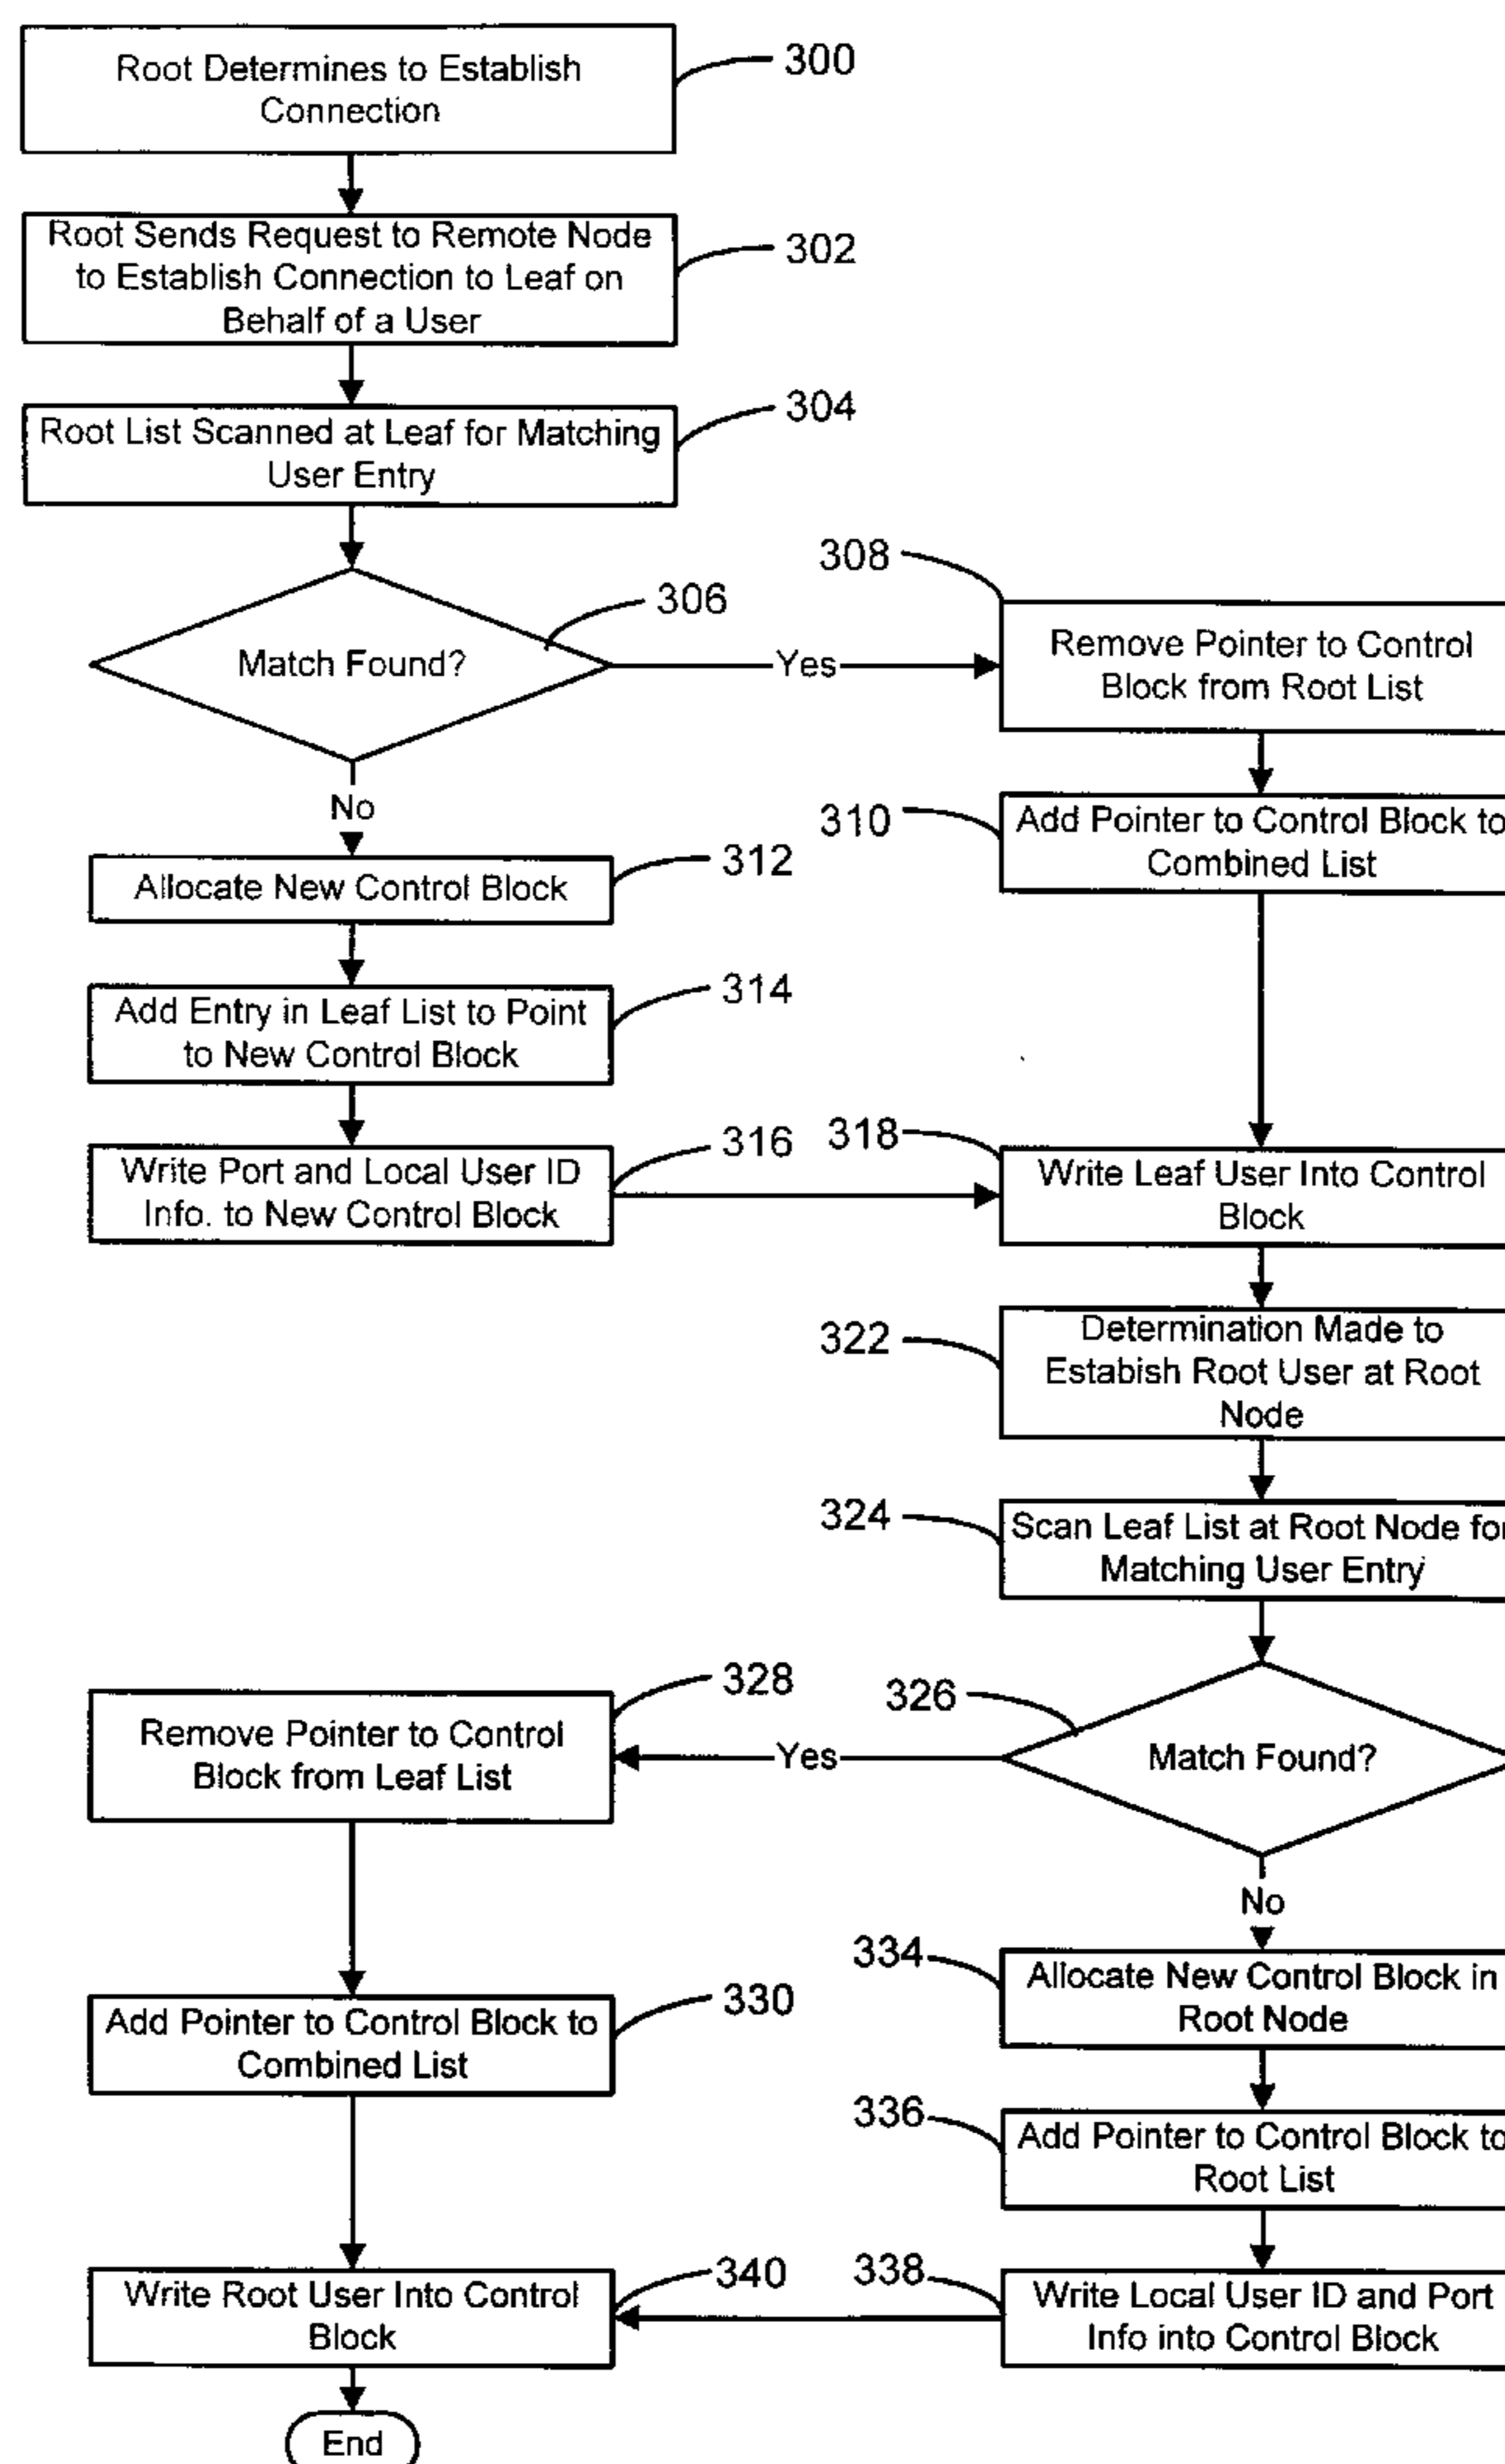 Root Determines to Establish
Connection
300
Root Sends Request to Remote Node
to Establish Connection to Leaf on
Behalf of a User
302
Root List Scanned at Leaf for Matching
User Entry
304
Match Found?
306
Yes
308
Remove Pointer to Control
Block from Root List
No
310
Add Pointer to Control Block to
Combined List
Allocate New Control Block
312
Add Entry in Leaf List to Point
to New Control Block
314
Write Port and Local User ID
Info. to New Control Block
316
318
Write Leaf User Into Control
Block
322
Determination Made to
Estabish Root User at Root
Node
324
Scan Leaf List at Root Node for
Matching User Entry
326
Match Found?
Yes
328
Remove Pointer to Control
Block from Leaf List
No
330
Add Pointer to Control Block to
Combined List
334
Allocate New Control Block in
Root Node
336
Add Pointer to Control Block to
Root List
338
Write Local User ID and Port
Info into Control Block
340
Write Root User Into Control
Block
End